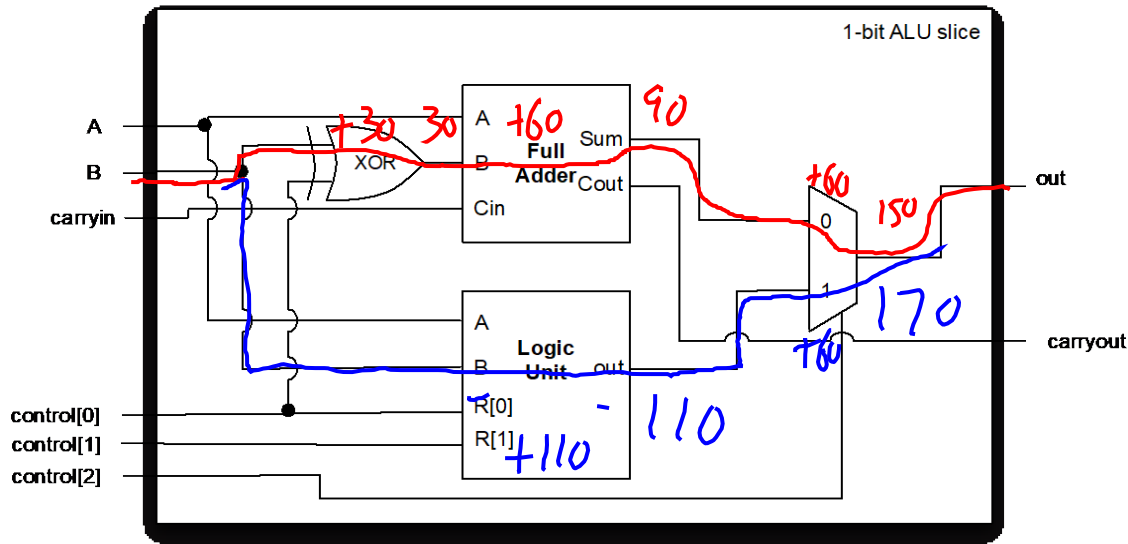 1-bit ALU slice
A
B
carryin
+30
XOR
30
A
B
Cin
+60
Full
Adder
Sum
Cout
90
+60
0
1
150
out
170
+60
carryout
A
B
R[0]
R[1]
Logic
Unit
out
+110
110
control[0]
control[1]
control[2]